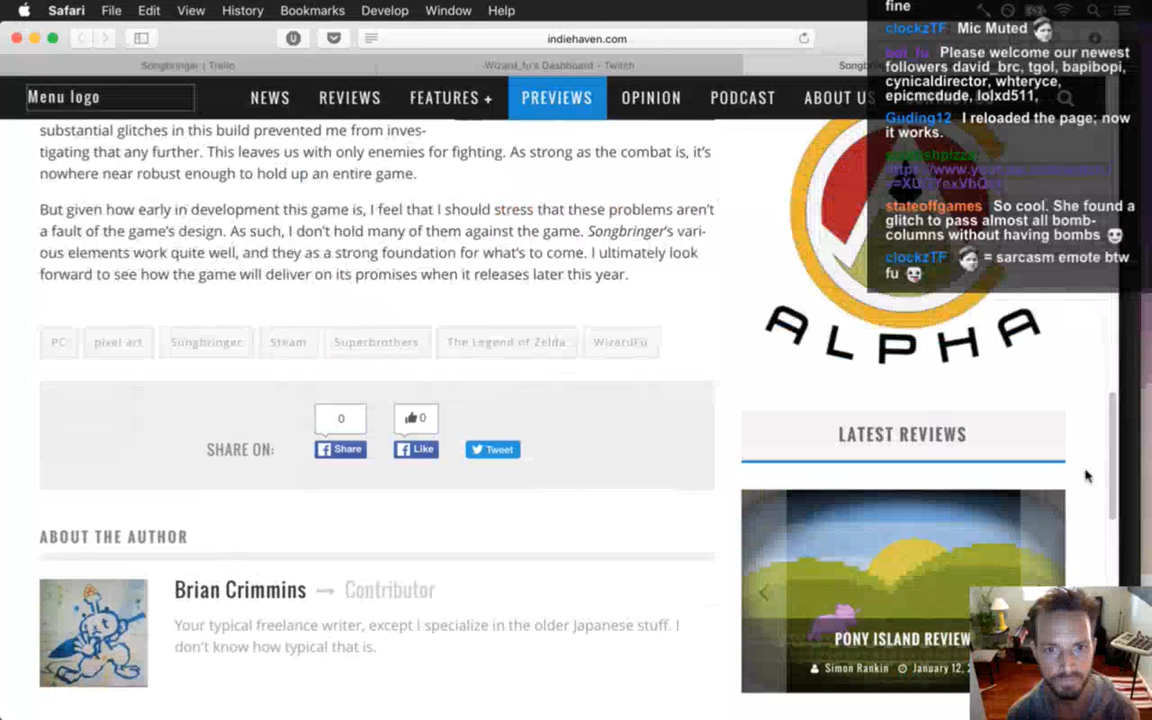 Safari File Edit View History Bookmarks Develop Window Help
indiehaven.com
Songbringer | Trello
Wizard_fu's Dashboard - Twitch
Menu logo
NEWS REVIEWS FEATURES + PREVIEWS OPINION PODCAST ABOUT US
substantial glitches in this build prevented me from inves-
tigating that any further. This leaves us with only enemies for fighting. As strong as the combat is, it's
nowhere near robust enough to hold up an entire game.
But given how early in development this game is, I feel that I should stress that these problems aren't
a fault of the game's design. As such, I don't hold many of them against the game. Songbringer's vari-
ous elements work quite well, and they as a strong foundation for what's to come. I ultimately look
forward to see how the game will deliver on its promises when it releases later this year.
PC pixel art Songbringer Steam Superbrothers The Legend of Zelda WizardFu
SHARE ON:
0
Share
0
Like
Tweet
ABOUT THE AUTHOR
Brian Crimmins → Contributor
Your typical freelance writer, except I specialize in the older Japanese stuff. I
don't know how typical that is.
fine
clockzTF: Mic Muted
Please welcome our newest
followers david_brc, tgol, bapibopi,
cynicaldirector, whteryce,
epicmcdude, bdxd511,
Guding12 I reloaded the page; now
it works.
stateofgames: So cool. She found a
glitch to pass almost all bomb-
columns without having bombs
clockzTF: = sarcasm emote btw
fu
ALPHA
LATEST REVIEWS
PONY ISLAND REVIEW
Simon Rankin January 12,